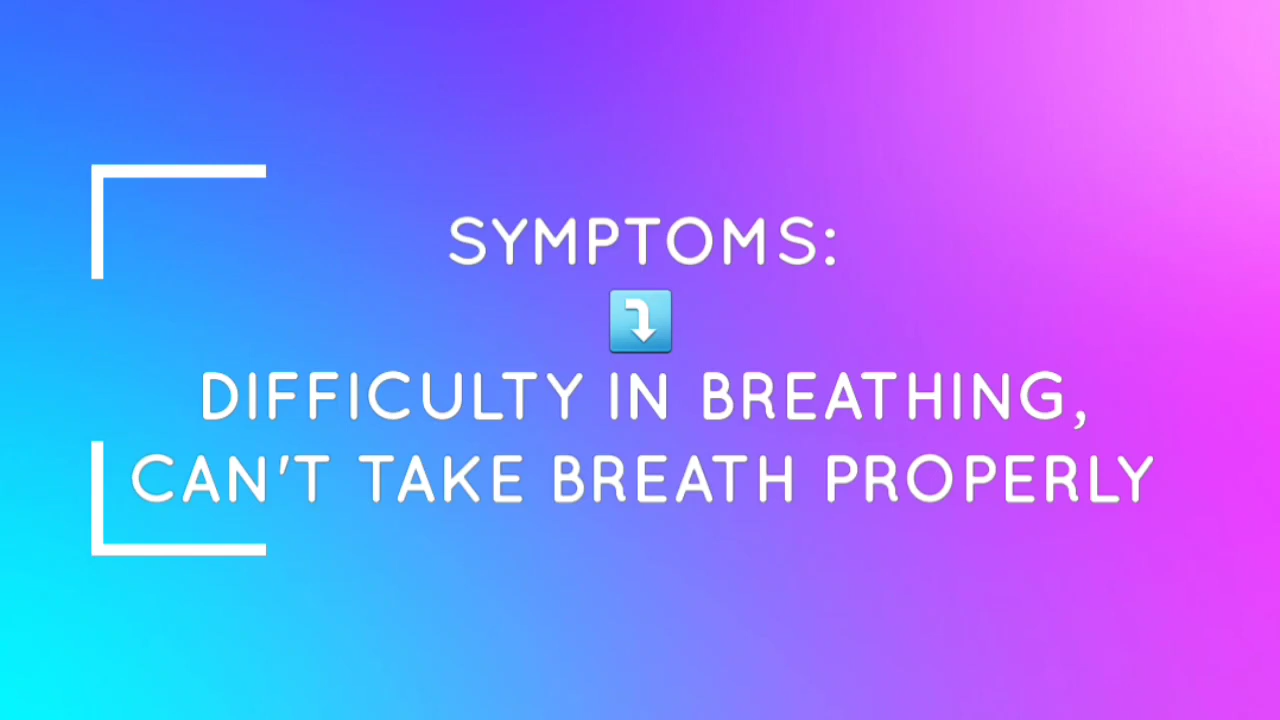 SYMPTOMS:
⤵️
DIFFICULTY IN BREATHING,
CAN'T TAKE BREATH PROPERLY